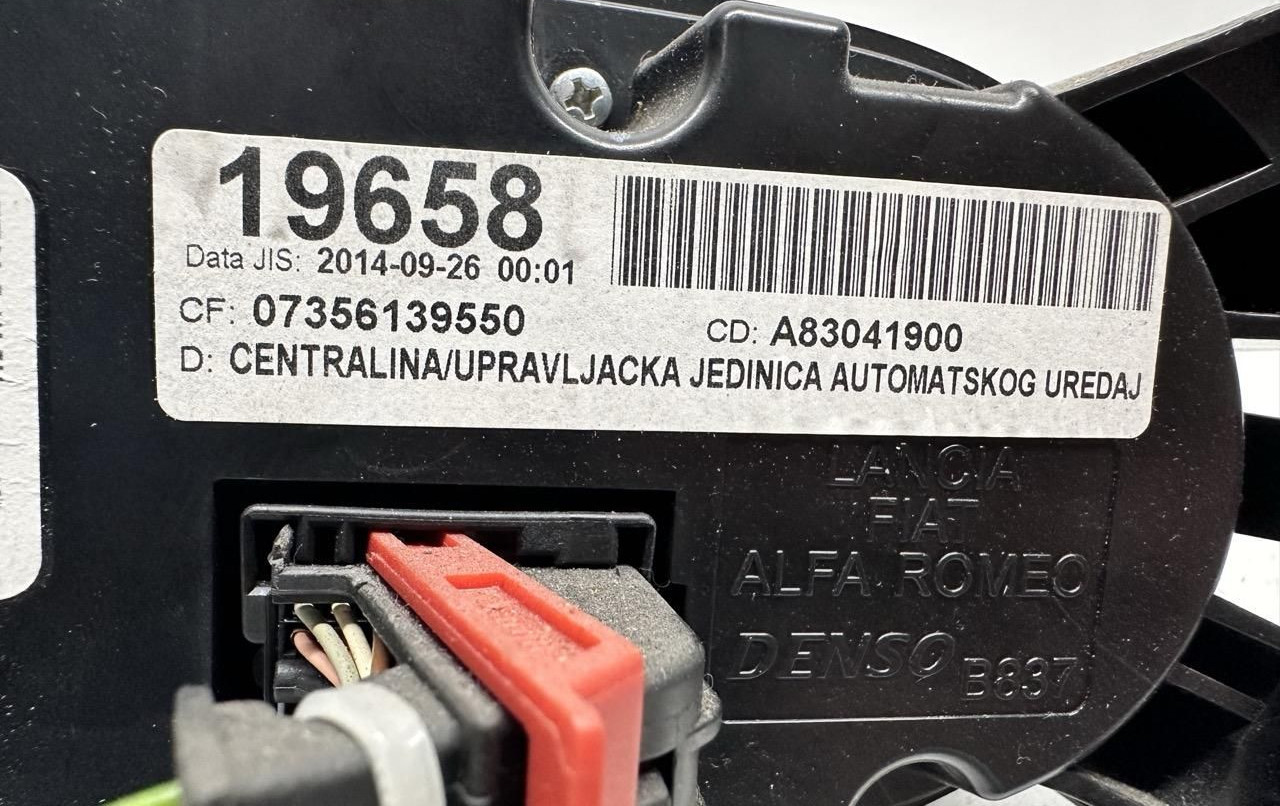 19658
Data JIS: 2014-09-26 00:01
CF: 07356139550 CD: A83041900
D: CENTRALINA/UPRAVLJACKA JEDINICA AUTOMATSKOG UREDAJ
LANCIA
FIAT
ALFA ROMEO
DENSO B837